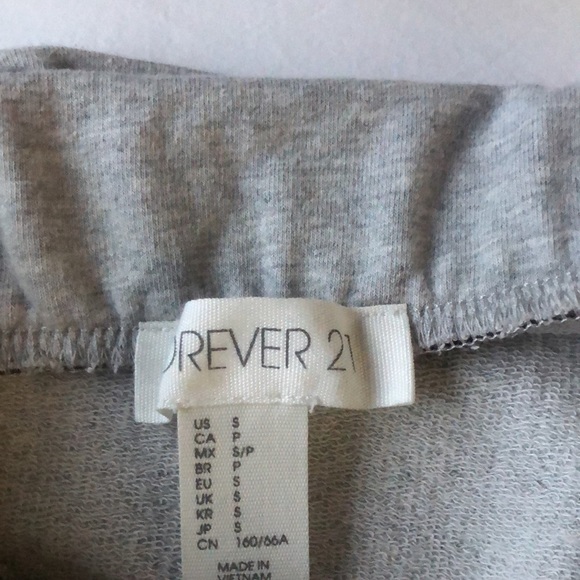 OREVER 21
US S
CA P
MX S/P
BR P
EU S
UK S
KR S
JP S
CN 160/66A
MADE IN
VIETNAM